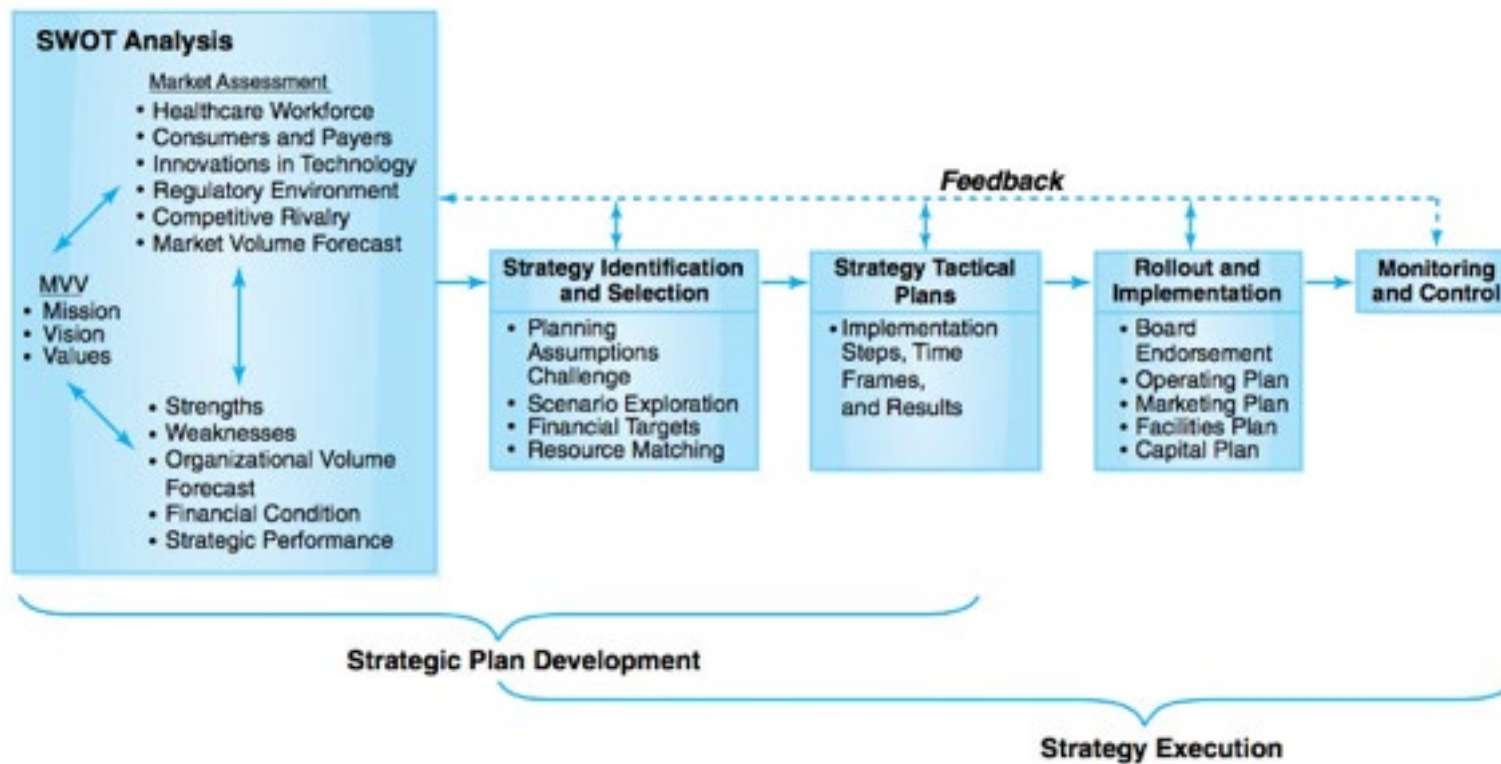 SWOT Analysis
Market Assessment
• Healthcare Workforce
• Consumers and Payers
• Innovations in Technology
• Regulatory Environment
• Competitive Rivalry
• Market Volume Forecast
MVV
• Mission
• Vision
• Values
• Strengths
• Weaknesses
• Organizational Volume
Forecast
• Financial Condition
• Strategic Performance
Feedback
Strategy Identification
and Selection
• Planning
Assumptions
Challenge
• Scenario Exploration
• Financial Targets
• Resource Matching
Strategy Tactical
Plans
• Implementation
Steps, Time
Frames,
and Results
Rollout and
Implementation
• Board
Endorsement
• Operating Plan
• Marketing Plan
• Facilities Plan
• Capital Plan
Monitoring
and Control
Strategic Plan Development
Strategy Execution